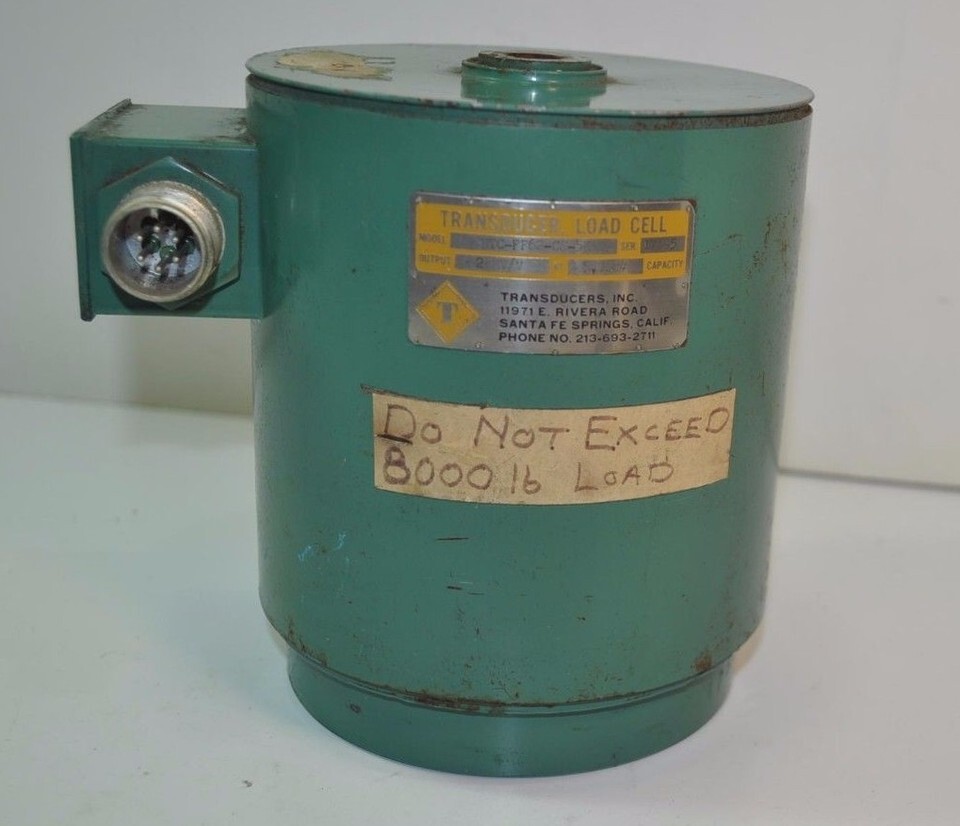 TRANSDUCER LOAD CELL
MODEL SER.
OUTPUT AT CAPACITY
T
TRANSDUCERS, INC.
11971 E. RIVERA ROAD
SANTA FE SPRINGS, CALIF.
PHONE NO. 213-693-2711
DO NOT EXCEED
8000 lb LOAD